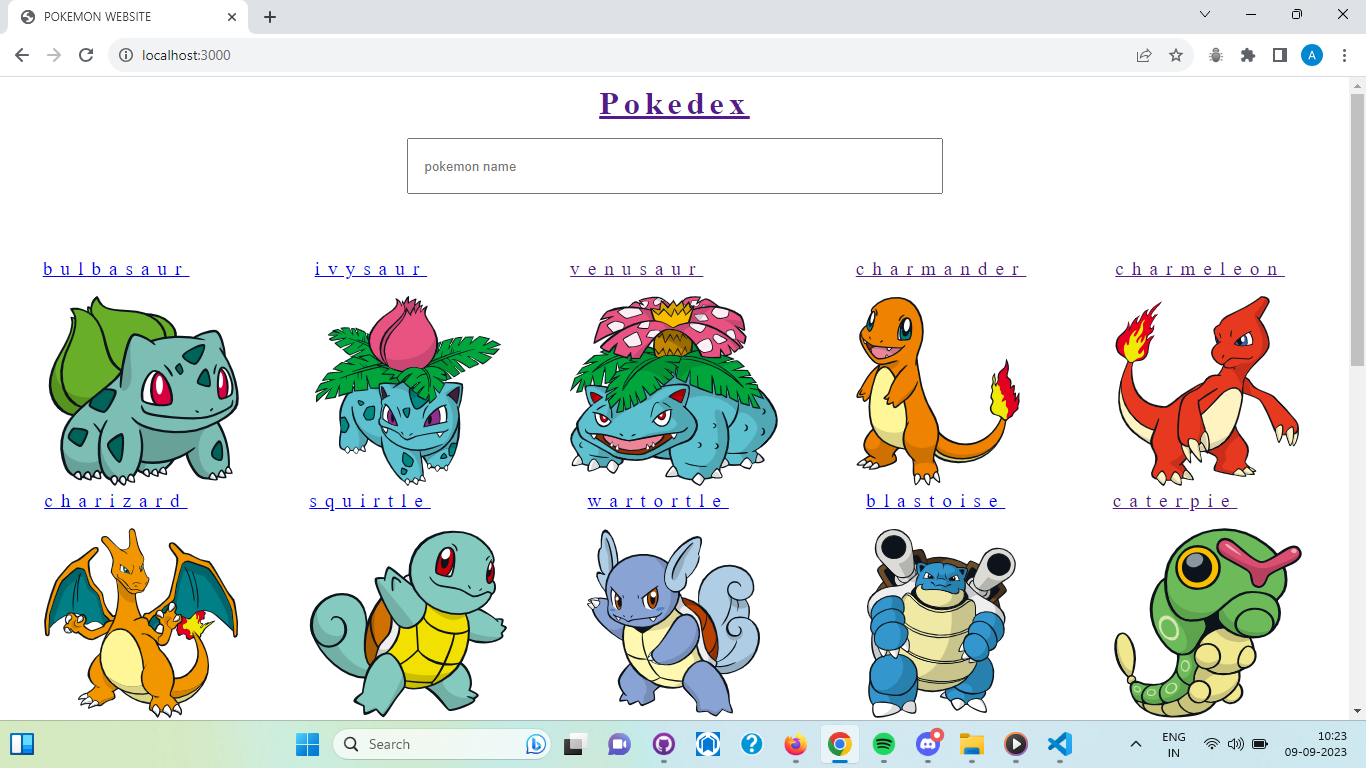 POKEMON WEBSITE
localhost:3000
A
Pokedex
pokemon name
bulbasaur ivysaur venusaur charmander charmeleon
charizard squirtle wartortle blastoise caterpie
Search
ENG
IN
10:23
09-09-2023